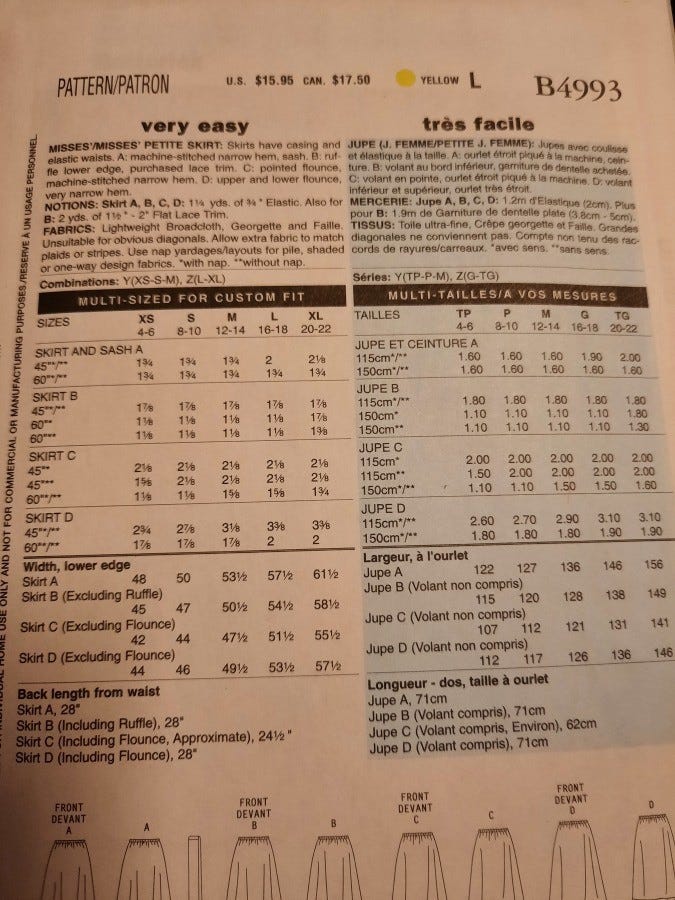 PATTERN/PATRON U.S. $15.95 CAN. $17.50 YELLOW L B4993
very easy
MISSES'/MISSES' PETITE SKIRT: Skirts have casing and
elastic waists. A: machine-stitched narrow hem, sash. B: ruf-
fle lower edge, purchased lace trim. C: pointed flounce,
machine-stitched narrow hem. D: upper and lower flounce,
very narrow hem.
NOTIONS: Skirt A, B, C, D: 1¼ yds. of ¾" Elastic. Also for
B: 2 yds. of 1½" - 2" Flat Lace Trim.
FABRICS: Lightweight Broadcloth, Georgette and Faille.
Unsuitable for obvious diagonals. Allow extra fabric to match
plaids or stripes. Use nap yardages/layouts for pile, shaded
or one-way design fabrics. *with nap. **without nap.
Combinations: Y(XS-S-M), Z(L-XL)
MULTI-SIZED FOR CUSTOM FIT
SIZES XS S M L XL
4-6 8-10 12-14 16-18 20-22
SKIRT AND SASH A
45"*/** 1¾ 1¾ 1¾ 2 2⅛
60"*/** 1¾ 1¾ 1¾ 1¾ 1¾
SKIRT B
45"*/** 1⅞ 1⅞ 1⅞ 1⅞ 1⅞
60"* 1⅛ 1⅛ 1⅛ 1⅛ 1⅞
60"** 1⅛ 1⅛ 1⅛ 1⅛ 1⅜
SKIRT C
45"* 2⅛ 2⅛ 2⅛ 2⅛ 2⅛
45"** 1⅝ 2⅛ 2⅛ 2⅛ 2⅛
60"*/** 1⅛ 1⅛ 1⅝ 1⅝ 1¾
SKIRT D
45"*/** 2¾ 2⅞ 3⅛ 3⅜ 3⅜
60"*/** 1⅞ 1⅞ 1⅞ 2 2
Width, lower edge
Skirt A 48 50 53½ 57½ 61½
Skirt B (Excluding Ruffle)
45 47 50½ 54½ 58½
Skirt C (Excluding Flounce)
42 44 47½ 51½ 55½
Skirt D (Excluding Flounce)
44 46 49½ 53½ 57½
Back length from waist
Skirt A, 28"
Skirt B (Including Ruffle), 28"
Skirt C (Including Flounce, Approximate), 24½"
Skirt D (Including Flounce), 28"
très facile
JUPE (J. FEMME/PETITE J. FEMME): Jupes avec coulisse
et élastique à la taille. A: ourlet étroit piqué à la machine, cein-
ture. B: volant au bord inférieur, garniture de dentelle achetée.
C: volant en pointe, ourlet étroit piqué à la machine. D: volant
inférieur et supérieur, ourlet très étroit.
MERCERIE: Jupe A, B, C, D: 1.2m d'Elastique (2cm). Plus
pour B: 1.9m de Garniture de dentelle plate (3.8cm - 5cm).
TISSUS: Toile ultra-fine, Crêpe georgette et Faille. Grandes
diagonales ne conviennent pas. Compte non tenu des rac-
cords de rayures/carreaux. *avec sens. **sans sens.
Séries: Y(TP-P-M), Z(G-TG)
MULTI-TAILLES/A VOS MESURES
TAILLES TP P M G TG
4-6 8-10 12-14 16-18 20-22
JUPE ET CEINTURE A
115cm*/** 1.60 1.60 1.60 1.90 2.00
150cm*/** 1.60 1.60 1.60 1.60 1.60
JUPE B
115cm*/** 1.80 1.80 1.80 1.80 1.80
150cm* 1.10 1.10 1.10 1.10 1.80
150cm** 1.10 1.10 1.10 1.10 1.30
JUPE C
115cm* 2.00 2.00 2.00 2.00 2.00
115cm** 1.50 2.00 2.00 2.00 2.00
150cm*/** 1.10 1.10 1.50 1.50 1.60
JUPE D
115cm*/** 2.60 2.70 2.90 3.10 3.10
150cm*/** 1.80 1.80 1.80 1.90 1.90
Largeur, à l'ourlet
Jupe A 122 127 136 146 156
Jupe B (Volant non compris)
115 120 128 138 149
Jupe C (Volant non compris)
107 112 121 131 141
Jupe D (Volant non compris)
112 117 126 136 146
Longueur - dos, taille à ourlet
Jupe A, 71cm
Jupe B (Volant compris), 71cm
Jupe C (Volant compris, Environ), 62cm
Jupe D (Volant compris), 71cm
INDIVIDUAL HOME USE ONLY AND NOT FOR COMMERCIAL OR MANUFACTURING PURPOSES./RESERVE À UN USAGE PERSONNEL.
FRONT
DEVANT
A
A
FRONT
DEVANT
B
B
FRONT
DEVANT
C
C
FRONT
DEVANT
D
D